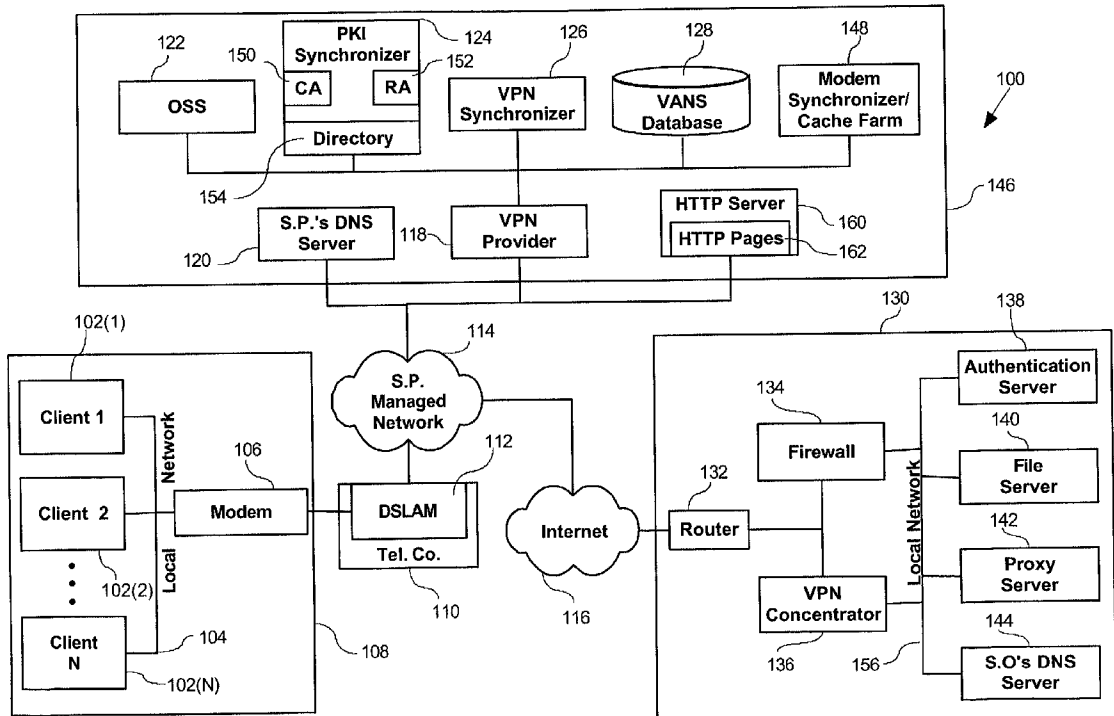 124
PKI
Synchronizer
122
150
152
CA
RA
OSS
Directory
154
126
VPN
Synchronizer
128
VANS
Database
148
Modem
Synchronizer/
Cache Farm
100
146
S.P.'s DNS
Server
120
118
VPN
Provider
HTTP Server
160
HTTP Pages
162
102(1)
Client 1
Client 2
102(2)
Client
N
102(N)
Network
Local
104
106
Modem
108
114
S.P.
Managed
Network
112
DSLAM
Tel. Co.
110
Internet
116
130
132
Router
134
Firewall
VPN
Concentrator
136
Local Network
156
138
Authentication
Server
140
File
Server
142
Proxy
Server
144
S.O's DNS
Server